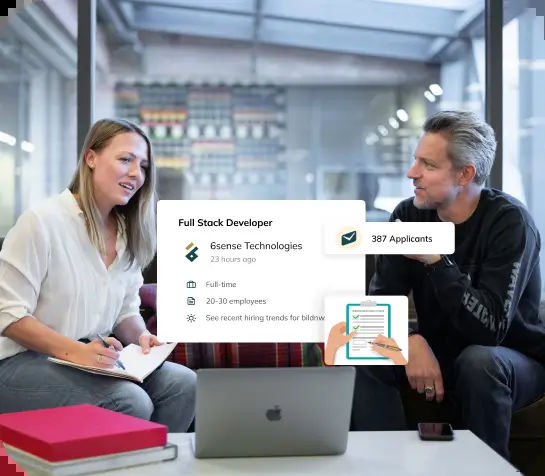 Full Stack Developer
6sense Technologies
23 hours ago
387 Applicants
Full-time
20-30 employees
See recent hiring trends for bildnw